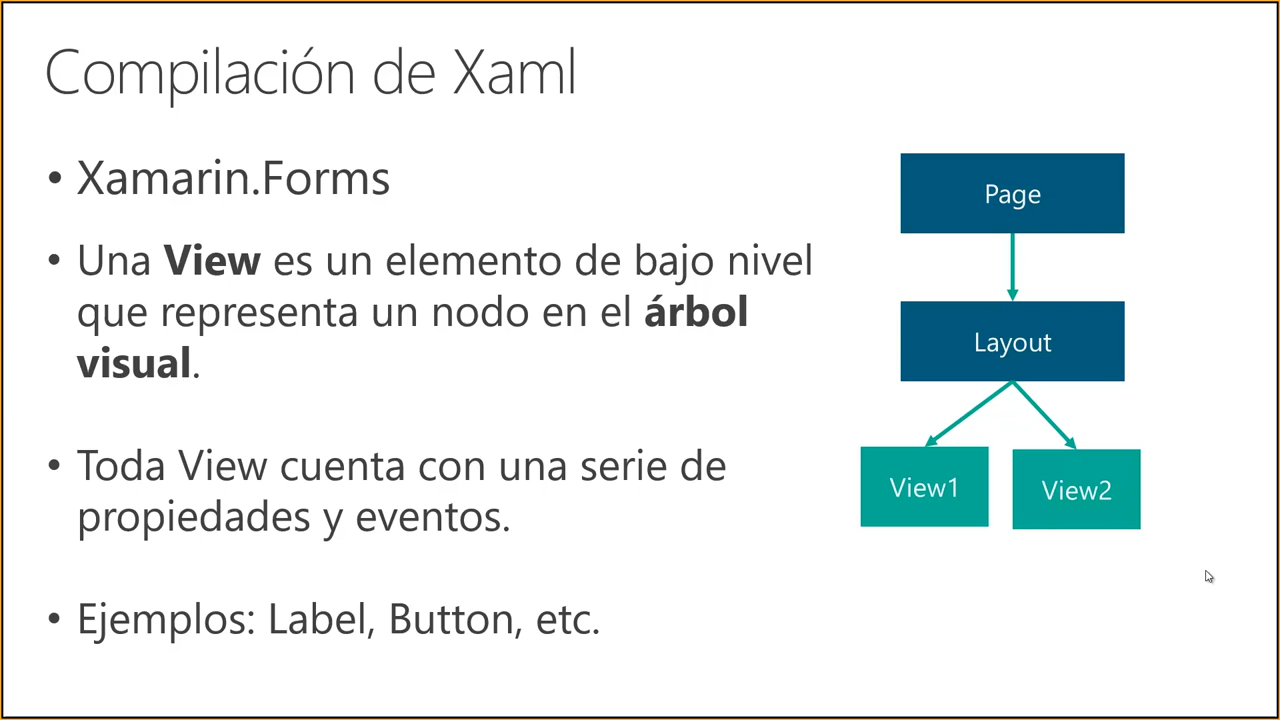 Compilación de Xaml
• Xamarin.Forms
• Una View es un elemento de bajo nivel
que representa un nodo en el árbol
visual.
• Toda View cuenta con una serie de
propiedades y eventos.
• Ejemplos: Label, Button, etc.
Page
Layout
View1
View2